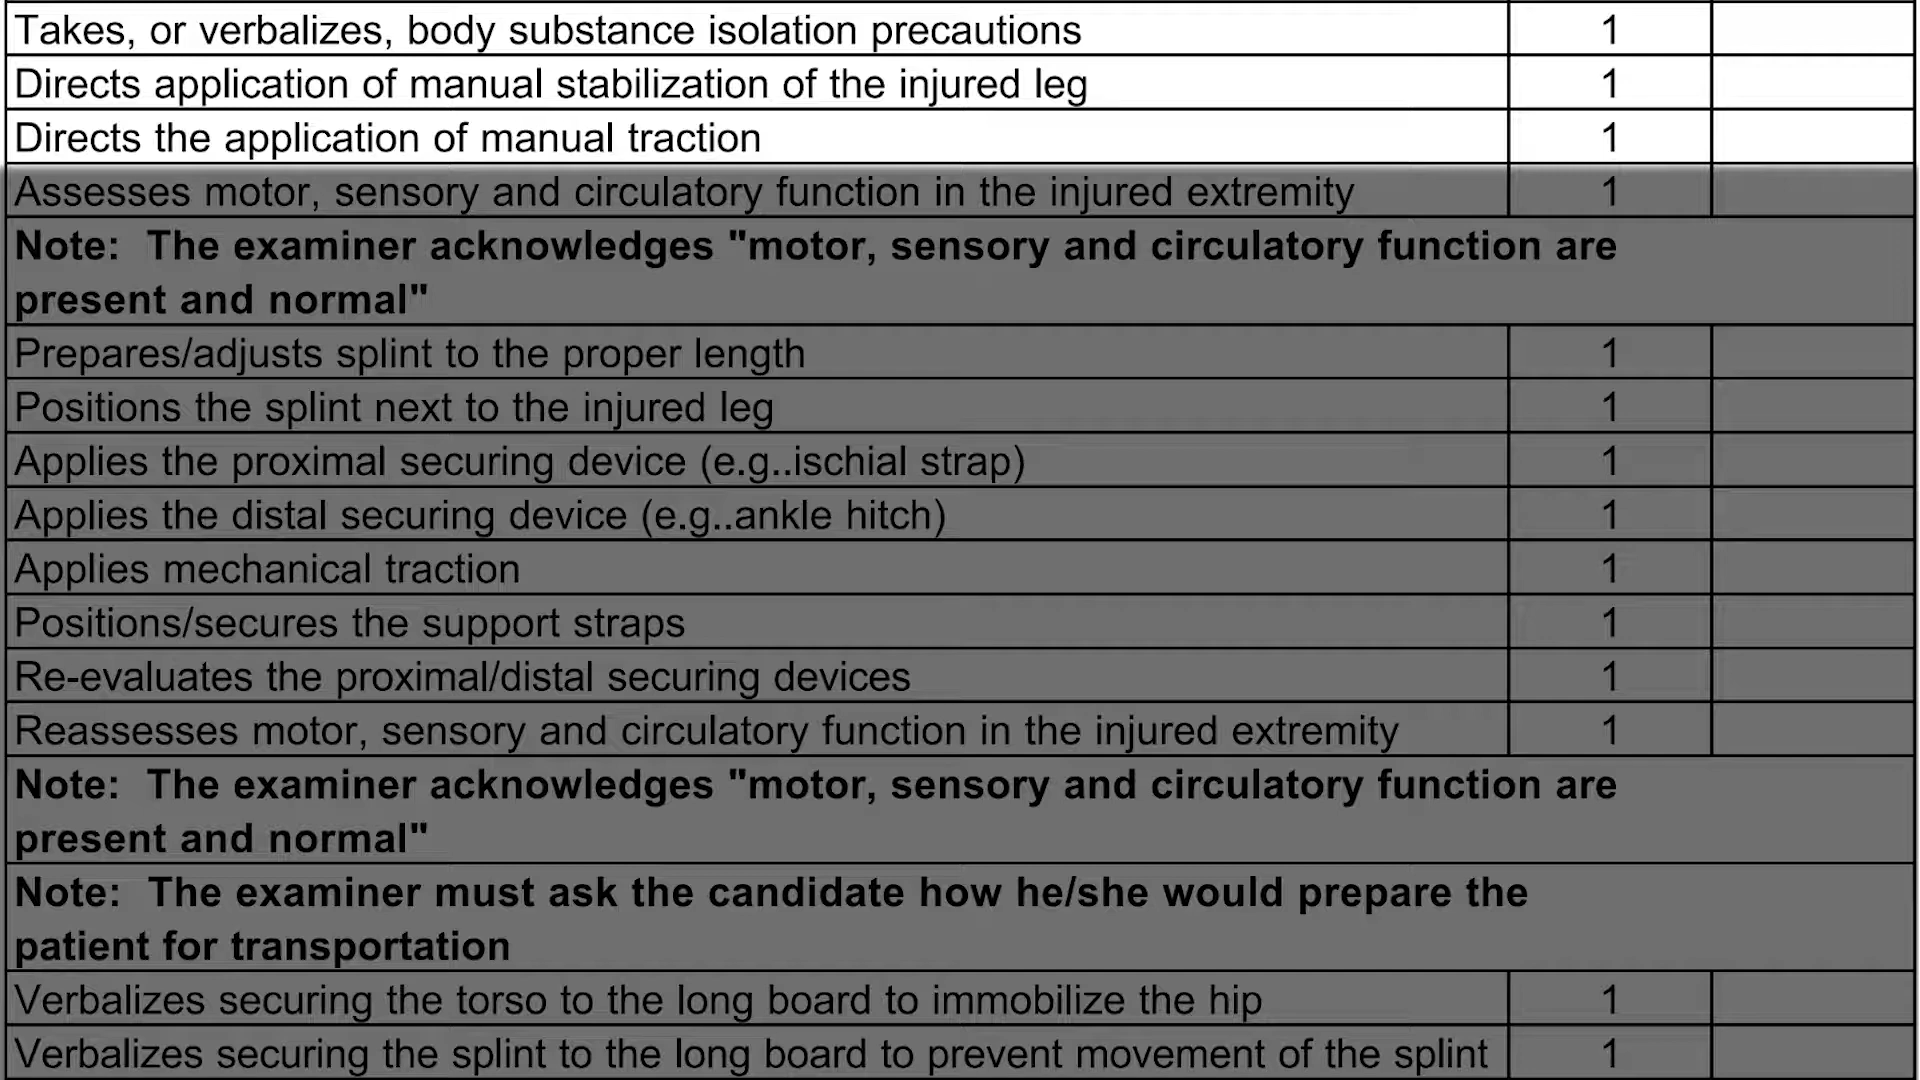 Takes, or verbalizes, body substance isolation precautions 1
Directs application of manual stabilization of the injured leg 1
Directs the application of manual traction 1
Assesses motor, sensory and circulatory function in the injured extremity 1
Note:  The examiner acknowledges "motor, sensory and circulatory function are
present and normal"
Prepares/adjusts splint to the proper length 1
Positions the splint next to the injured leg 1
Applies the proximal securing device (e.g..ischial strap) 1
Applies the distal securing device (e.g..ankle hitch) 1
Applies mechanical traction 1
Positions/secures the support straps 1
Re-evaluates the proximal/distal securing devices 1
Reassesses motor, sensory and circulatory function in the injured extremity 1
Note:  The examiner acknowledges "motor, sensory and circulatory function are
present and normal"
Note:  The examiner must ask the candidate how he/she would prepare the
patient for transportation
Verbalizes securing the torso to the long board to immobilize the hip 1
Verbalizes securing the splint to the long board to prevent movement of the splint 1